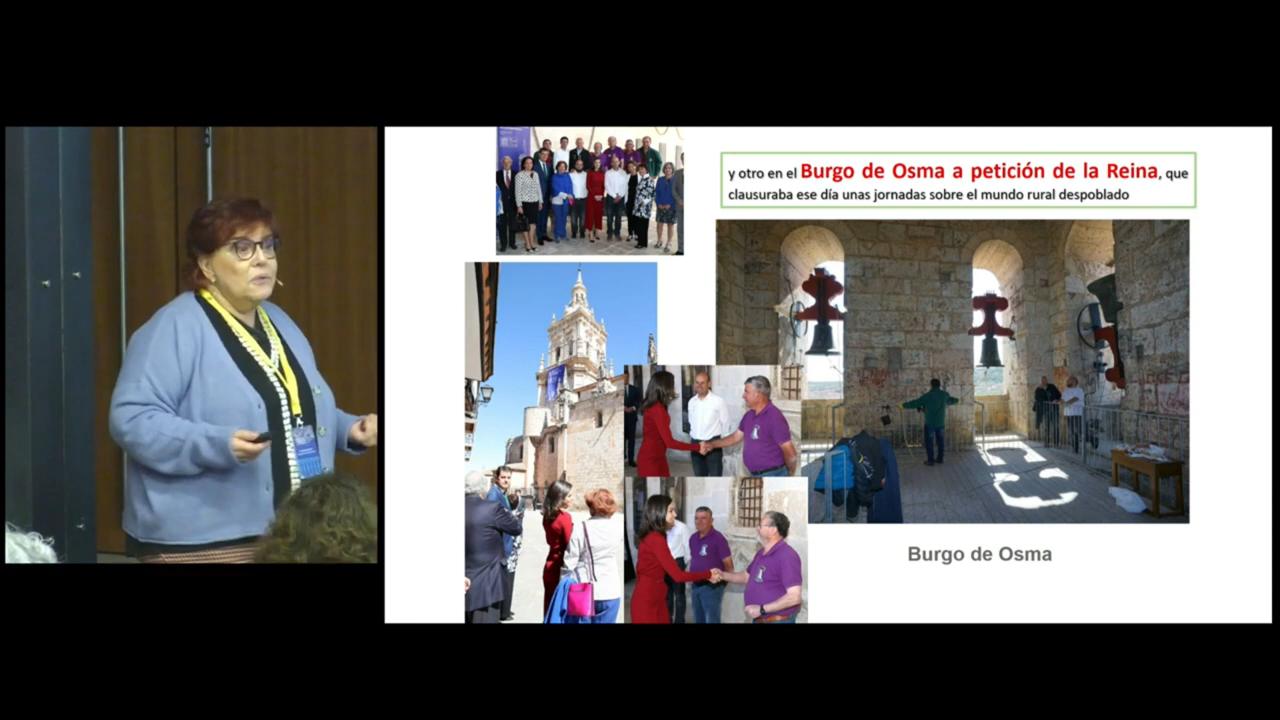 y otro en el Burgo de Osma a petición de la Reina, que
clausuraba ese día unas jornadas sobre el mundo rural despoblado
Burgo de Osma